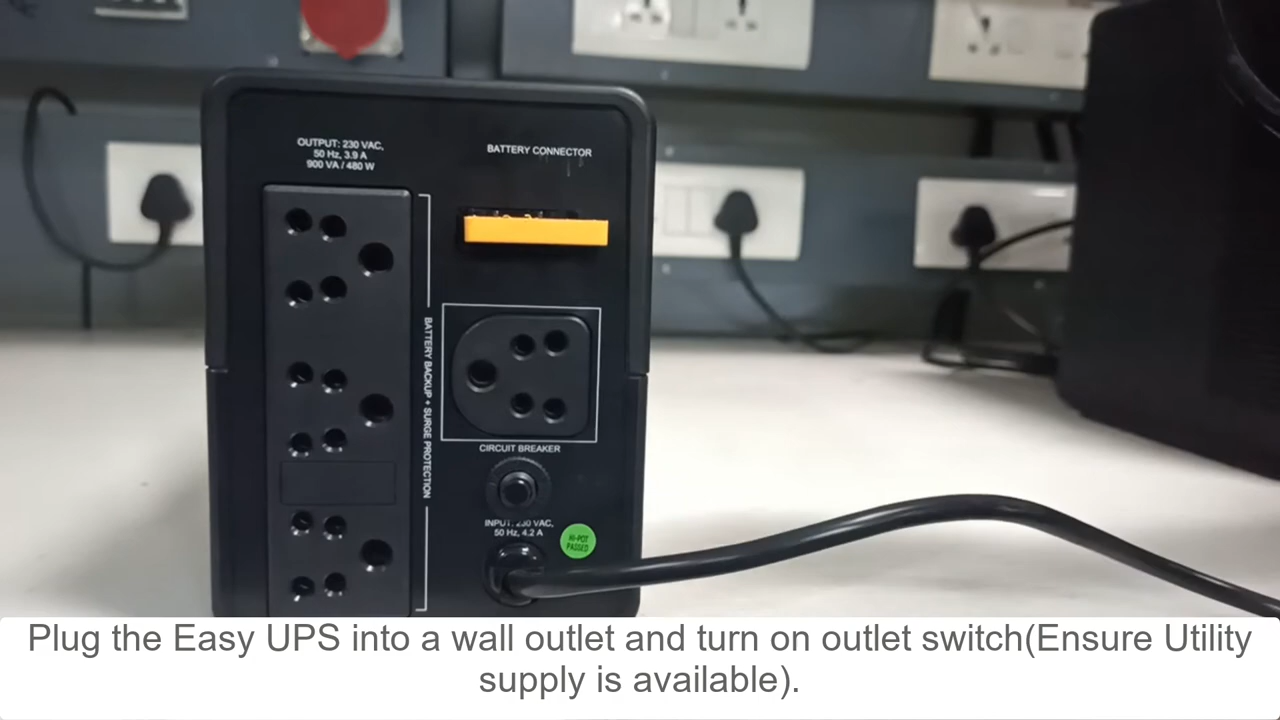 OUTPUT: 230 VAC,
50 Hz, 3.9 A
900 VA / 480 W
BATTERY CONNECTOR
BATTERY BACKUP + SURGE PROTECTION
CIRCUIT BREAKER
INPUT: 230 VAC,
50 Hz, 4.2 A
HI-POT
PASSED
Plug the Easy UPS into a wall outlet and turn on outlet switch(Ensure Utility
supply is available).